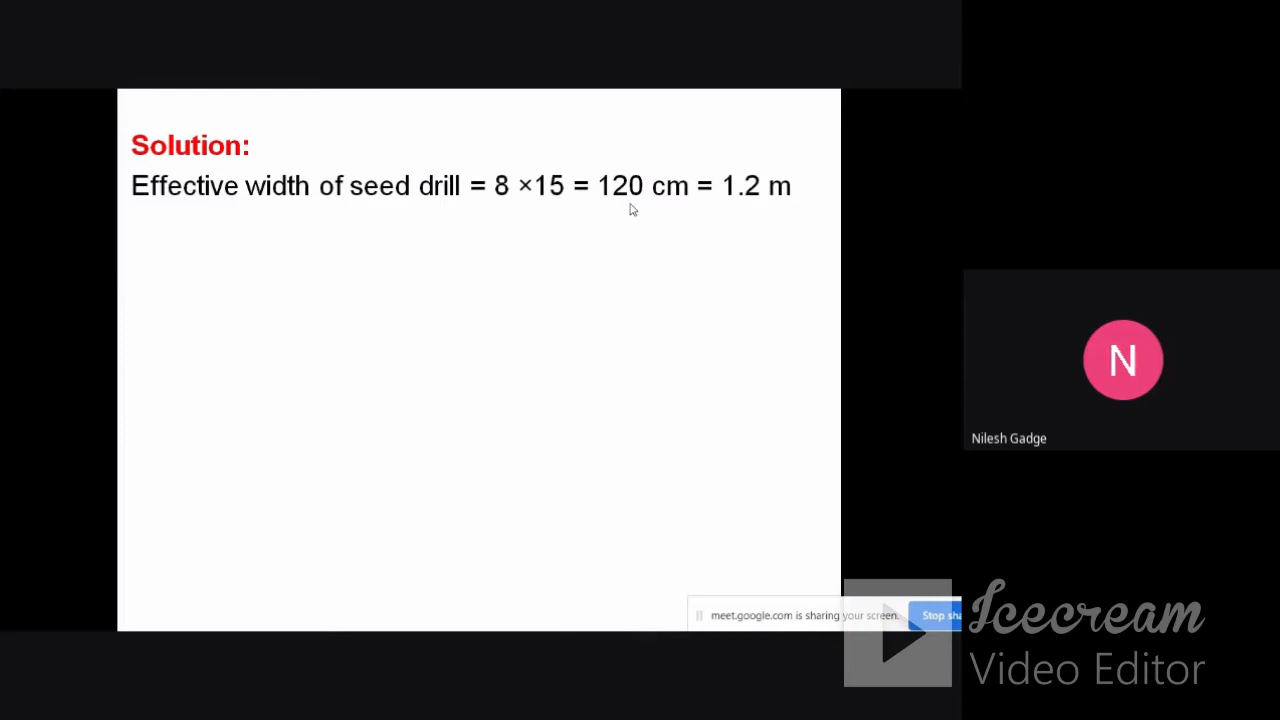 Solution:
Effective width of seed drill = 8 ×15 = 120 cm = 1.2 m
N
Nilesh Gadge
meet.google.com is sharing your screen.
Stop sha
Icecream
Video Editor